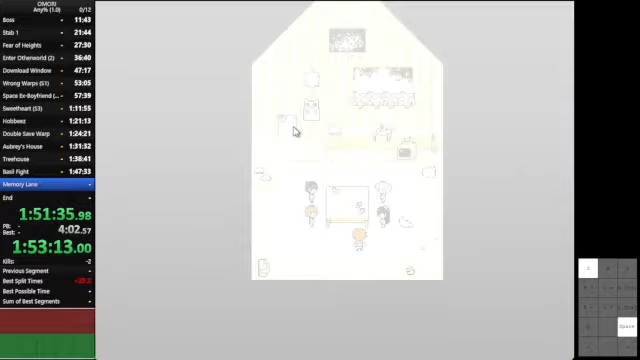 OMORI
Any% (1.0) 0/12
Boss 11:43
Stab 1 21:44
Fear of Heights 27:30
Enter Otherworld (2) 36:40
Download Window 47:17
Wrong Warps (S1) 53:05
Space Ex-Boyfriend (... 57:39
Sweetheart (S3) 1:11:55
Hobbeez 1:21:13
Double Save Warp 1:24:21
Aubrey's House 1:31:32
Treehouse 1:38:41
Basil Fight 1:47:33
Memory Lane -
End -
1:51:35.98
PB: -
Best: - 4:02.57
1:53:13.00
Kills: -2
Previous Segment -
Best Split Times
Best Possible Time -
Sum of Best Segments -
Z
Space